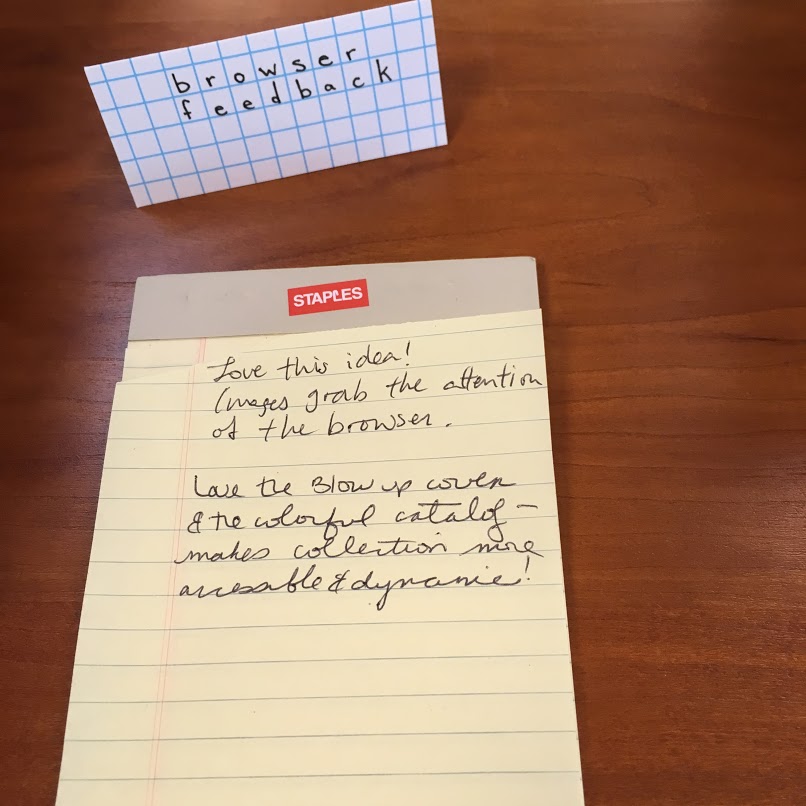 browser
feedback
STAPLES
Love this idea!
Images grab the attention
of the browser.
Love the Blow up cover
& the colorful catalog –
makes collection more
accessible & dynamic!